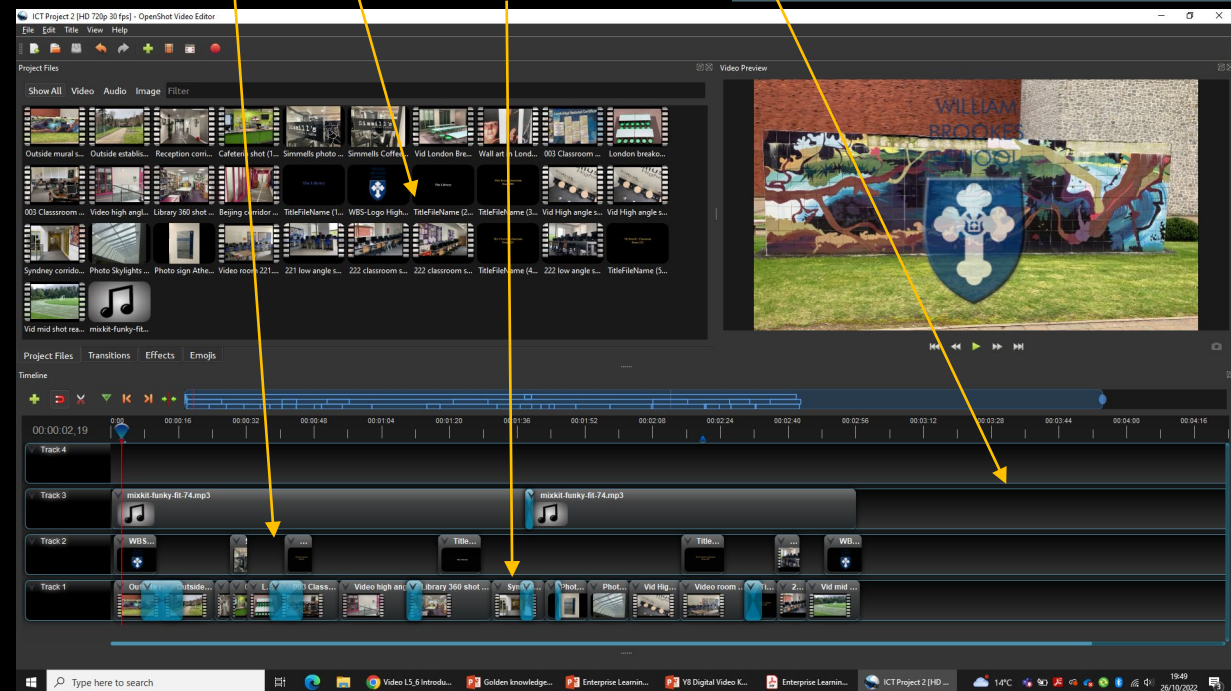 ICT Project 2 [HD 720p 30 fps] - OpenShot Video Editor
File Edit Title View Help
Project Files
Video Preview
Show All Video Audio Image Filter
WILLIAM
BROOKES
SCHOOL
Outside mural s... Outside establis... Reception corri... Cafeteria shot (1... Simmells photo ... Simmells Coffee... Vid London Bre... Wall art in Lond... 003 Classroom ... London breako...
003 Classsroom ... Video high angl... Library 360 shot ... Beijing corridor ... TitleFileName (1... WBS-Logo High... TitleFileName (2... TitleFileName (3... Vid High angle s... Vid High angle s...
Syndney corrido... Photo Skylights ... Photo sign Athe... Video room 221.... 221 low angle s... 222 classroom s... 222 classroom s... TitleFileName (4... 222 low angle s... TitleFileName (5...
Vid mid shot rea... mixkit-funky-fit...
Project Files Transitions Effects Emojis
Timeline
00:00:02,19
0:00 00:00:16 00:00:32 00:00:48 00:01:04 00:01:20 00:01:36 00:01:52 00:02:08 00:02:24 00:02:40 00:02:56 00:03:12 00:03:28 00:03:44 00:04:00 00:04:16
Track 4
Track 3
mixkit-funky-fit-74.mp3 mixkit-funky-fit-74.mp3
Track 2
WBS... ... Title... Title... ... WB...
Track 1
Video high Library 360 shot ... Phot... Phot... Vid Hig... Video room 2... Vid mid ...
Type here to search
Video L5_6 Introdu... Golden knowledge... Enterprise Learnin... Y8 Digital Video K... Enterprise Learnin... ICT Project 2 [HD ...
14°C
19:49
26/10/2022